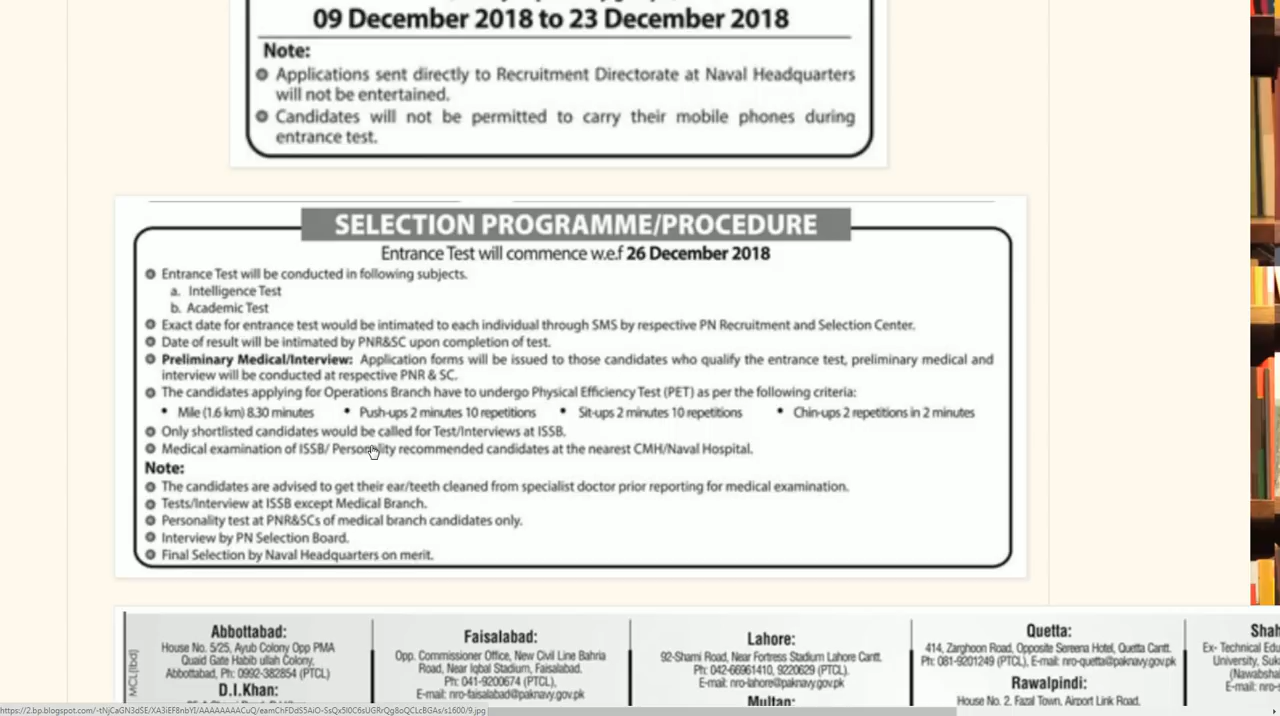 09 December 2018 to 23 December 2018
Note:
Applications sent directly to Recruitment Directorate at Naval Headquarters
will not be entertained.
Candidates will not be permitted to carry their mobile phones during
entrance test.
SELECTION PROGRAMME/PROCEDURE
Entrance Test will commence w.e.f 26 December 2018
Entrance Test will be conducted in following subjects.
a. Intelligence Test
b. Academic Test
Exact date for entrance test would be intimated to each individual through SMS by respective PN Recruitment and Selection Center.
Date of result will be intimated by PNR&SC upon completion of test.
Preliminary Medical/Interview: Application forms will be issued to those candidates who qualify the entrance test, preliminary medical and
interview will be conducted at respective PNR & SC.
The candidates applying for Operations Branch have to undergo Physical Efficiency Test (PET) as per the following criteria:
• Mile (1.6 km) 8.30 minutes • Push-ups 2 minutes 10 repetitions • Sit-ups 2 minutes 10 repetitions • Chin-ups 2 repetitions in 2 minutes
Only shortlisted candidates would be called for Test/Interviews at ISSB.
Medical examination of ISSB/ Personality recommended candidates at the nearest CMH/Naval Hospital.
Note:
The candidates are advised to get their ear/teeth cleaned from specialist doctor prior reporting for medical examination.
Tests/Interview at ISSB except Medical Branch.
Personality test at PNR&SCs of medical branch candidates only.
Interview by PN Selection Board.
Final Selection by Naval Headquarters on merit.
MCL(Ibd)
Abbottabad:
House No. 5/25, Ayub Colony Opp PMA
Quaid Gate Habib ullah Colony,
Abbottabad, Ph: 0992-382854 (PTCL)
D.I.Khan:
Faisalabad:
Opp. Commissioner Office, New Civil Line Bahria
Road, Near Iqbal Stadium, Faisalabad.
Ph: 041-9200674 (PTCL),
E-mail: nro-faisalabad@paknavy.gov.pk
Lahore:
92-Shami Road, Near Fortress Stadium Lahore Cantt.
Ph: 042-66961410, 9220629 (PTCL).
E-mail: nro-lahore@paknavy.gov.pk
Multan:
Quetta:
414, Zarghoon Road, Opposite Sereena Hotel, Quetta Cantt.
Ph: 081-9201249 (PTCL), E-mail: nro-quetta@paknavy.gov.pk
Rawalpindi:
House No. 2, Fazal Town, Airport Link Road,
Shah
Ex- Technical Edu
University, Suk
(Nawabsha
E-mail: nro-s